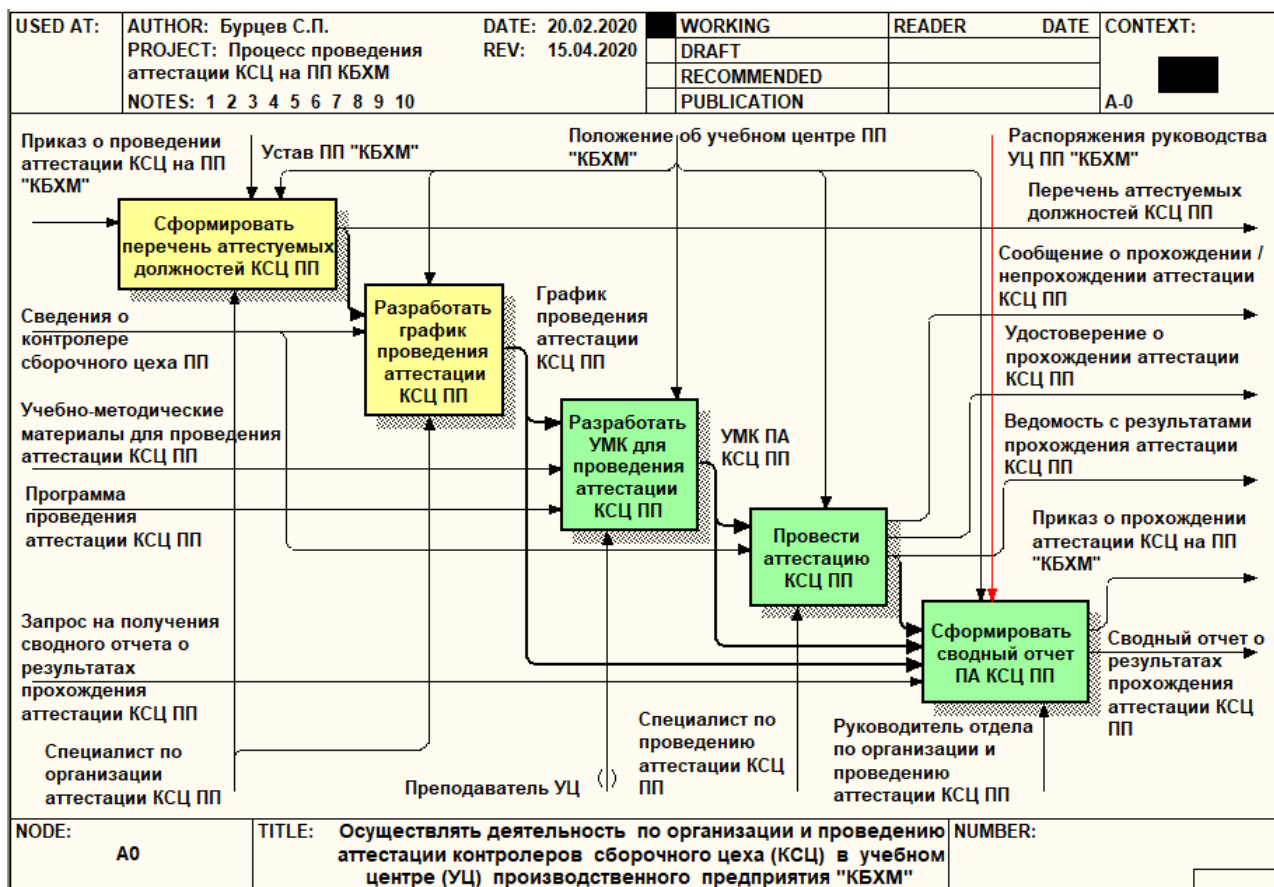 USED AT:
AUTHOR: Бурцев С.П.
DATE: 20.02.2020
PROJECT: Процесс проведения
аттестации КСЦ на ПП КБХМ
REV: 15.04.2020
NOTES: 1 2 3 4 5 6 7 8 9 10
WORKING
DRAFT
RECOMMENDED
PUBLICATION
READER
DATE
CONTEXT:
A-0
Приказ о проведении
аттестации КСЦ на ПП
"КБХМ"
Устав ПП "КБХМ"
Положение об учебном центре ПП
"КБХМ"
Распоряжения руководства
УЦ ПП "КБХМ"
Перечень аттестуемых
должностей КСЦ ПП
Сформировать
перечень аттестуемых
должностей КСЦ ПП
Сообщение о прохождении /
непрохождении аттестации
КСЦ ПП
Сведения о
контролере
сборочного цеха ПП
Разработать
график
проведения
аттестации
КСЦ ПП
График
проведения
аттестации
КСЦ ПП
Удостоверение о
прохождении аттестации
КСЦ ПП
Учебно-методические
материалы для проведения
аттестации КСЦ ПП
Разработать
УМК для
проведения
аттестации
КСЦ ПП
УМК ПА
КСЦ ПП
Ведомость с результатами
прохождения аттестации
КСЦ ПП
Программа
проведения
аттестации КСЦ ПП
Провести
аттестацию
КСЦ ПП
Приказ о прохождении
аттестации КСЦ на ПП
"КБХМ"
Запрос на получения
сводного отчета о
результатах
прохождения
аттестации КСЦ ПП
Сформировать
сводный отчет
ПА КСЦ ПП
Сводный отчет о
результатах
прохождения
аттестации КСЦ
ПП
Специалист по
организации
аттестации КСЦ ПП
Преподаватель УЦ
Специалист по
проведению
аттестации КСЦ
ПП
Руководитель отдела
по организации и
проведению
аттестации КСЦ ПП
NODE:
A0
TITLE:
Осуществлять деятельность по организации и проведению
аттестации контролеров сборочного цеха (КСЦ) в учебном
центре (УЦ) производственного предприятия "КБХМ"
NUMBER: